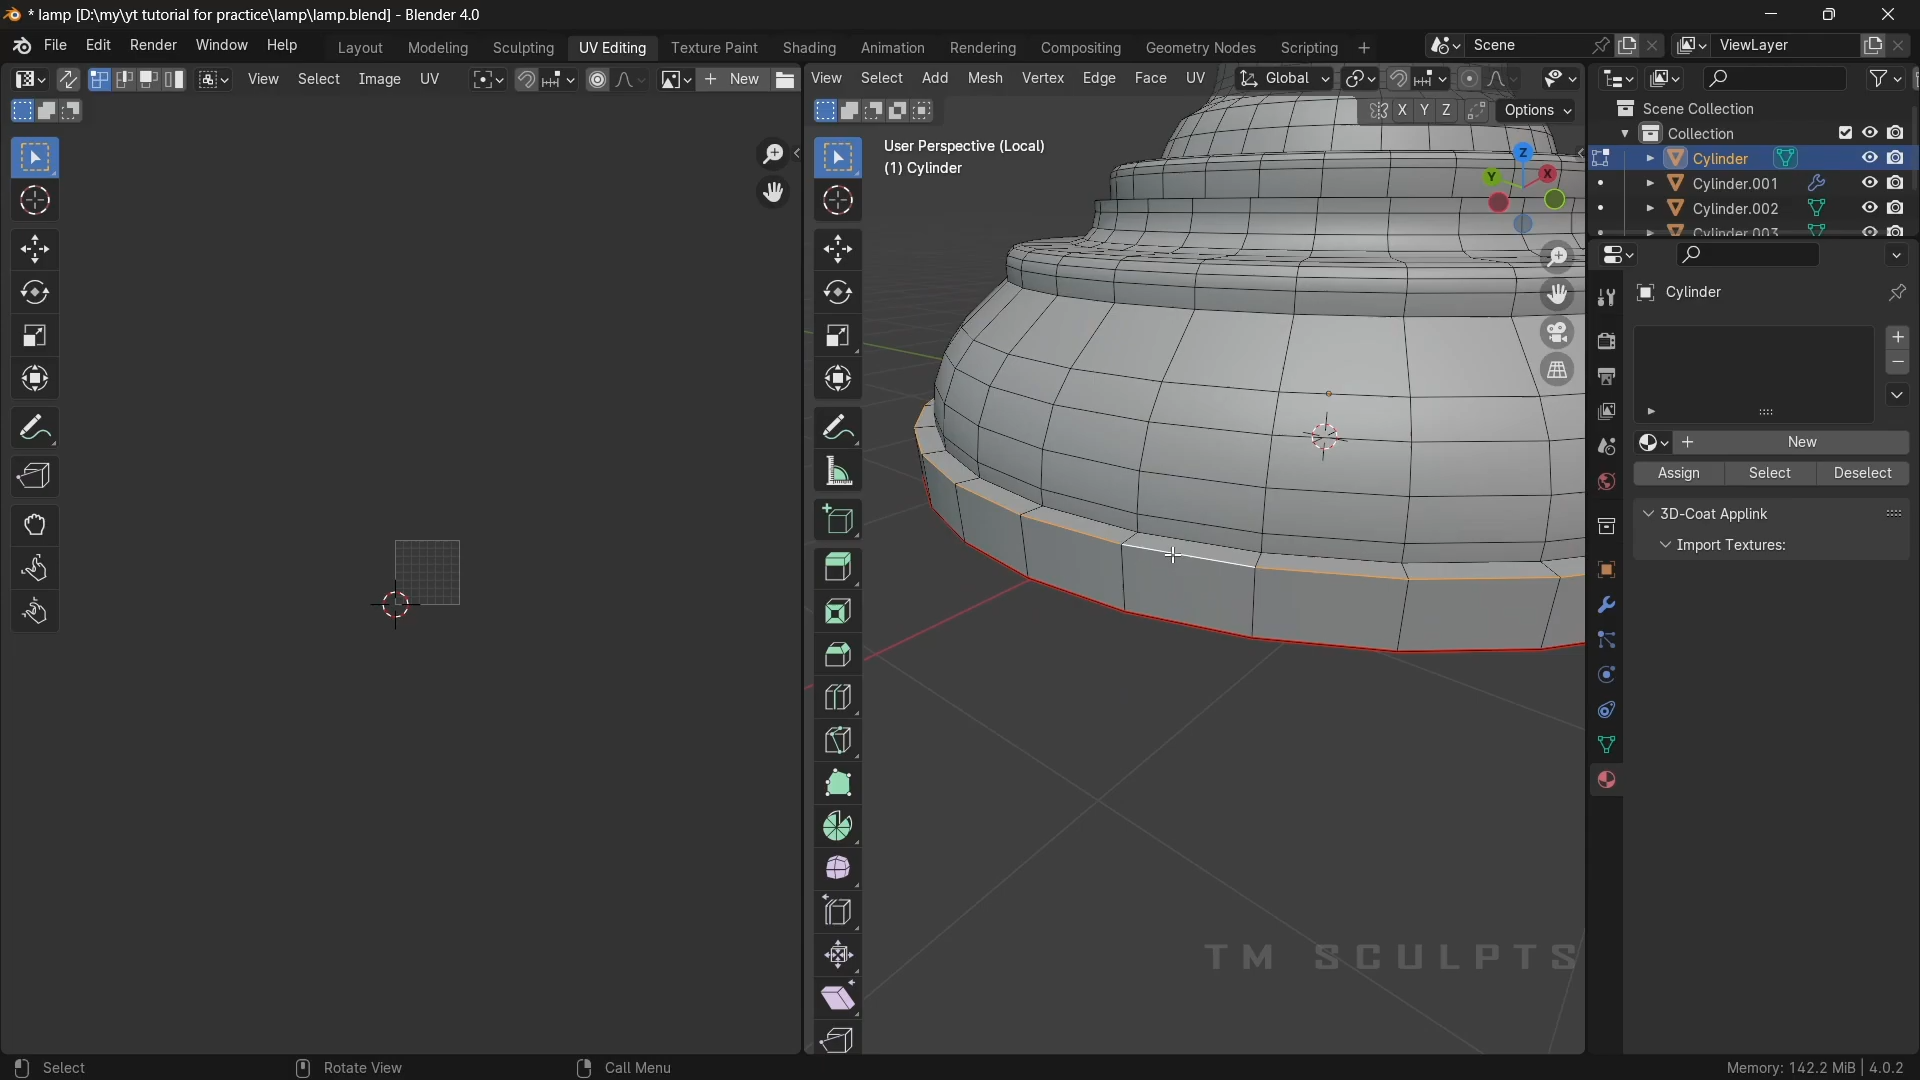 * lamp [D:\my\yt tutorial for practice\lamp\lamp.blend] - Blender 4.0
File Edit Render Window Help Layout Modeling Sculpting UV Editing Texture Paint Shading Animation Rendering Compositing Geometry Nodes Scripting + Scene ViewLayer
View Select Image UV New View Select Add Mesh Vertex Edge Face UV Global
X Y Z Options
Scene Collection
Collection
User Perspective (Local)
(1) Cylinder
Z
Y X
Cylinder
Cylinder.001
Cylinder.002
Cylinder.003
Cylinder
New
Assign Select Deselect
3D-Coat Applink
Import Textures:
TM SCULPTS
Select Rotate View Call Menu Memory: 142.2 MiB | 4.0.2